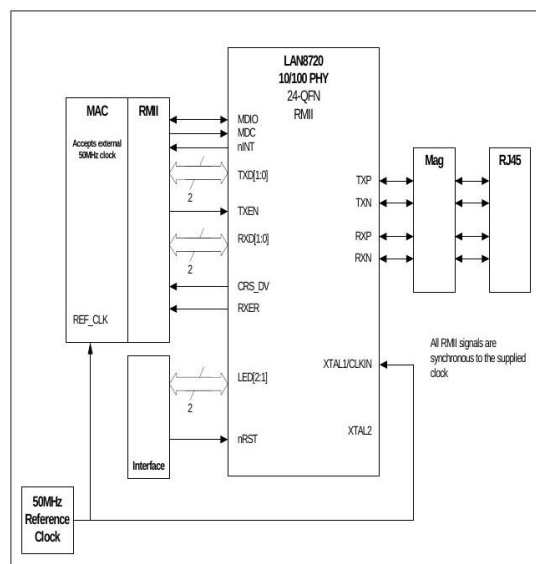 LAN8720
10/100 PHY
24-QFN
RMII
MAC
RMII
Accepts external
50MHz clock
MDIO
MDC
nINT
TXD[1:0]
2
TXEN
RXD[1:0]
2
CRS_DV
RXER
REF_CLK
TXP
TXN
RXP
RXN
Mag
RJ45
All RMII signals are
synchronous to the supplied
clock
XTAL1/CLKIN
LED[2:1]
2
XTAL2
nRST
Interface
50MHz
Reference
Clock